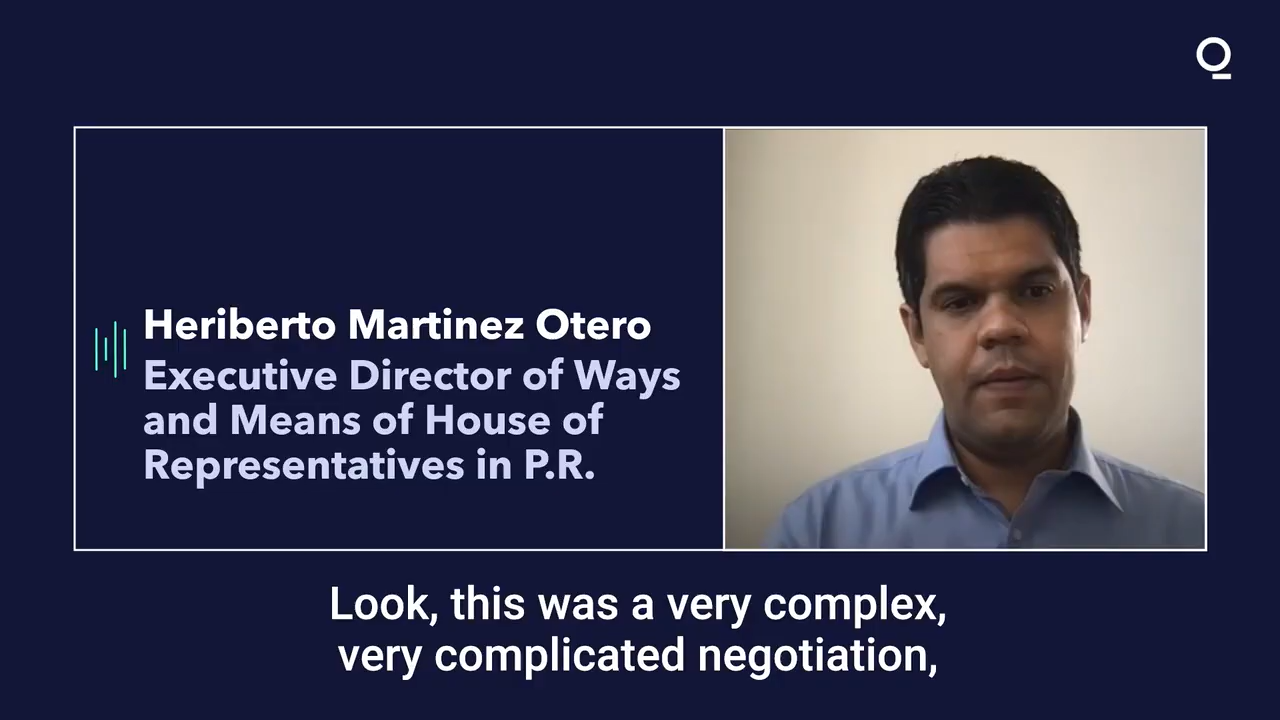 Heriberto Martinez Otero
Executive Director of Ways
and Means of House of
Representatives in P.R.
Look, this was a very complex,
very complicated negotiation,